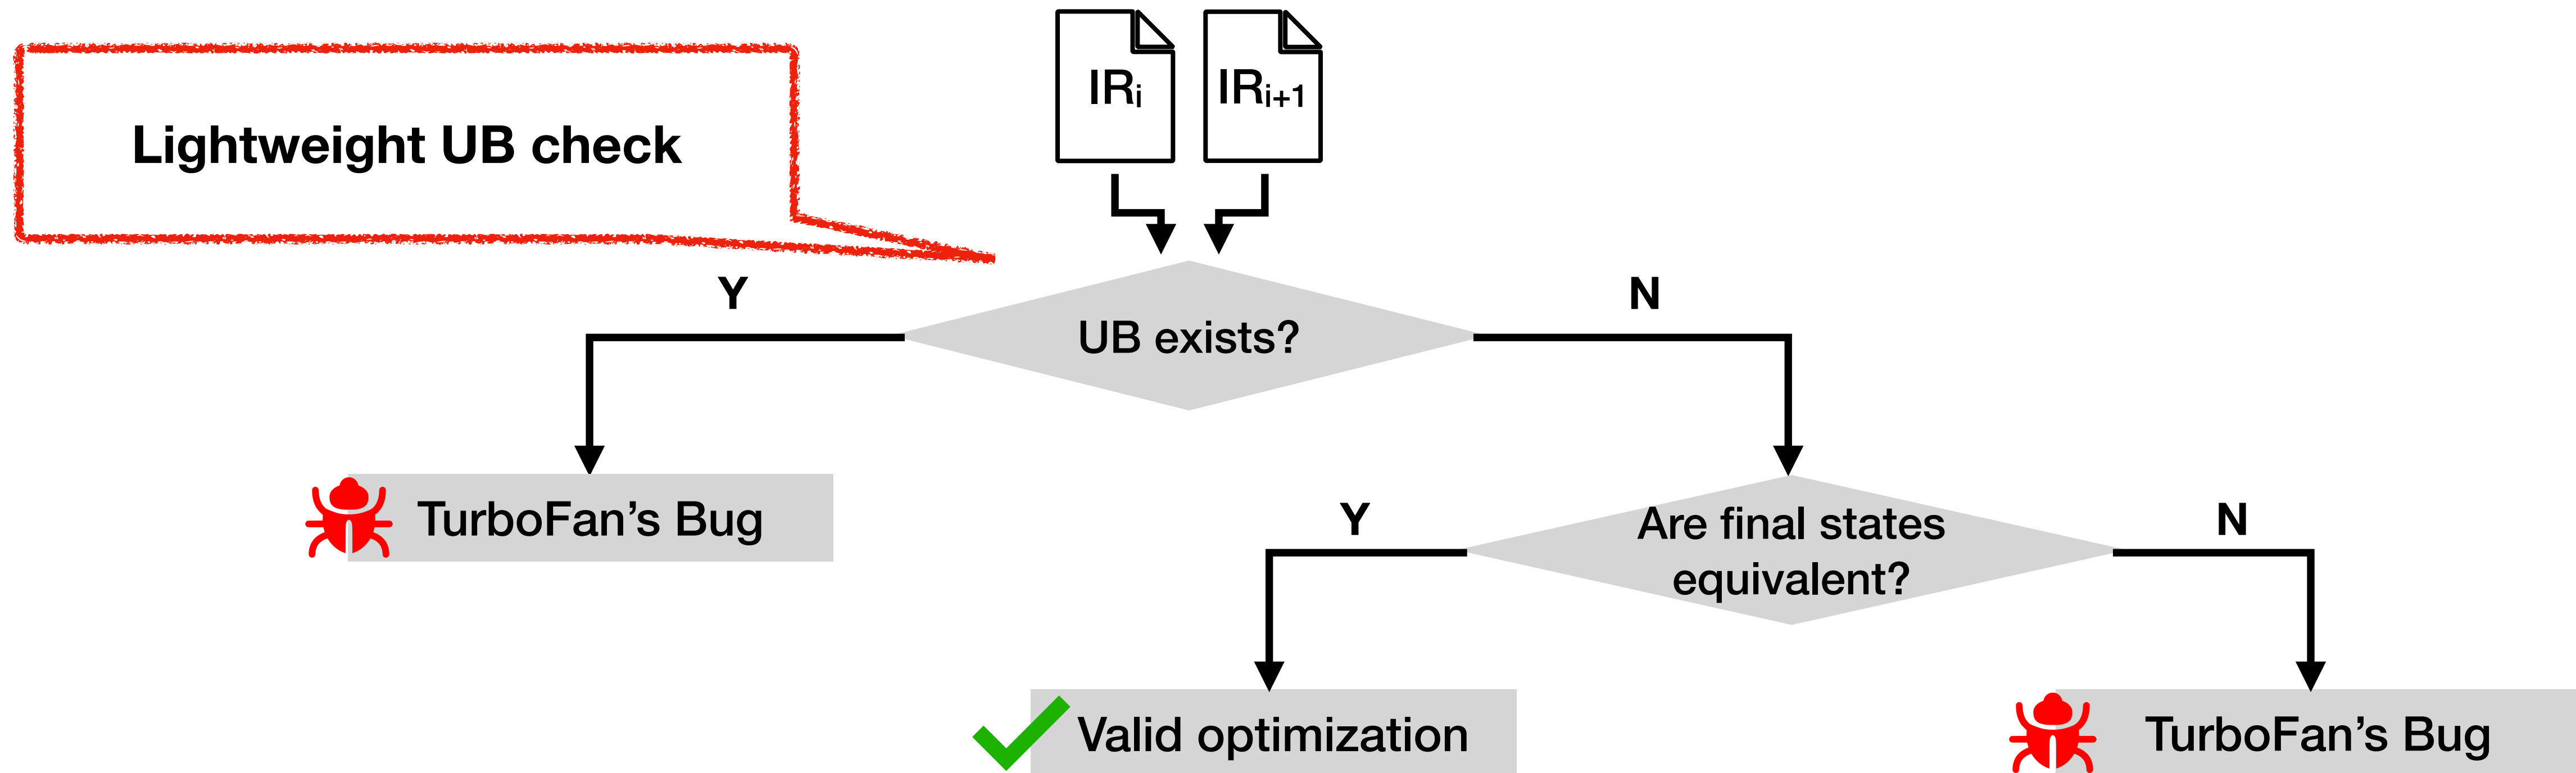 Lightweight UB check
IRᵢ
IRᵢ₊₁
UB exists?
Y
N
TurboFan’s Bug
Are final states
equivalent?
Y
N
Valid optimization
TurboFan’s Bug